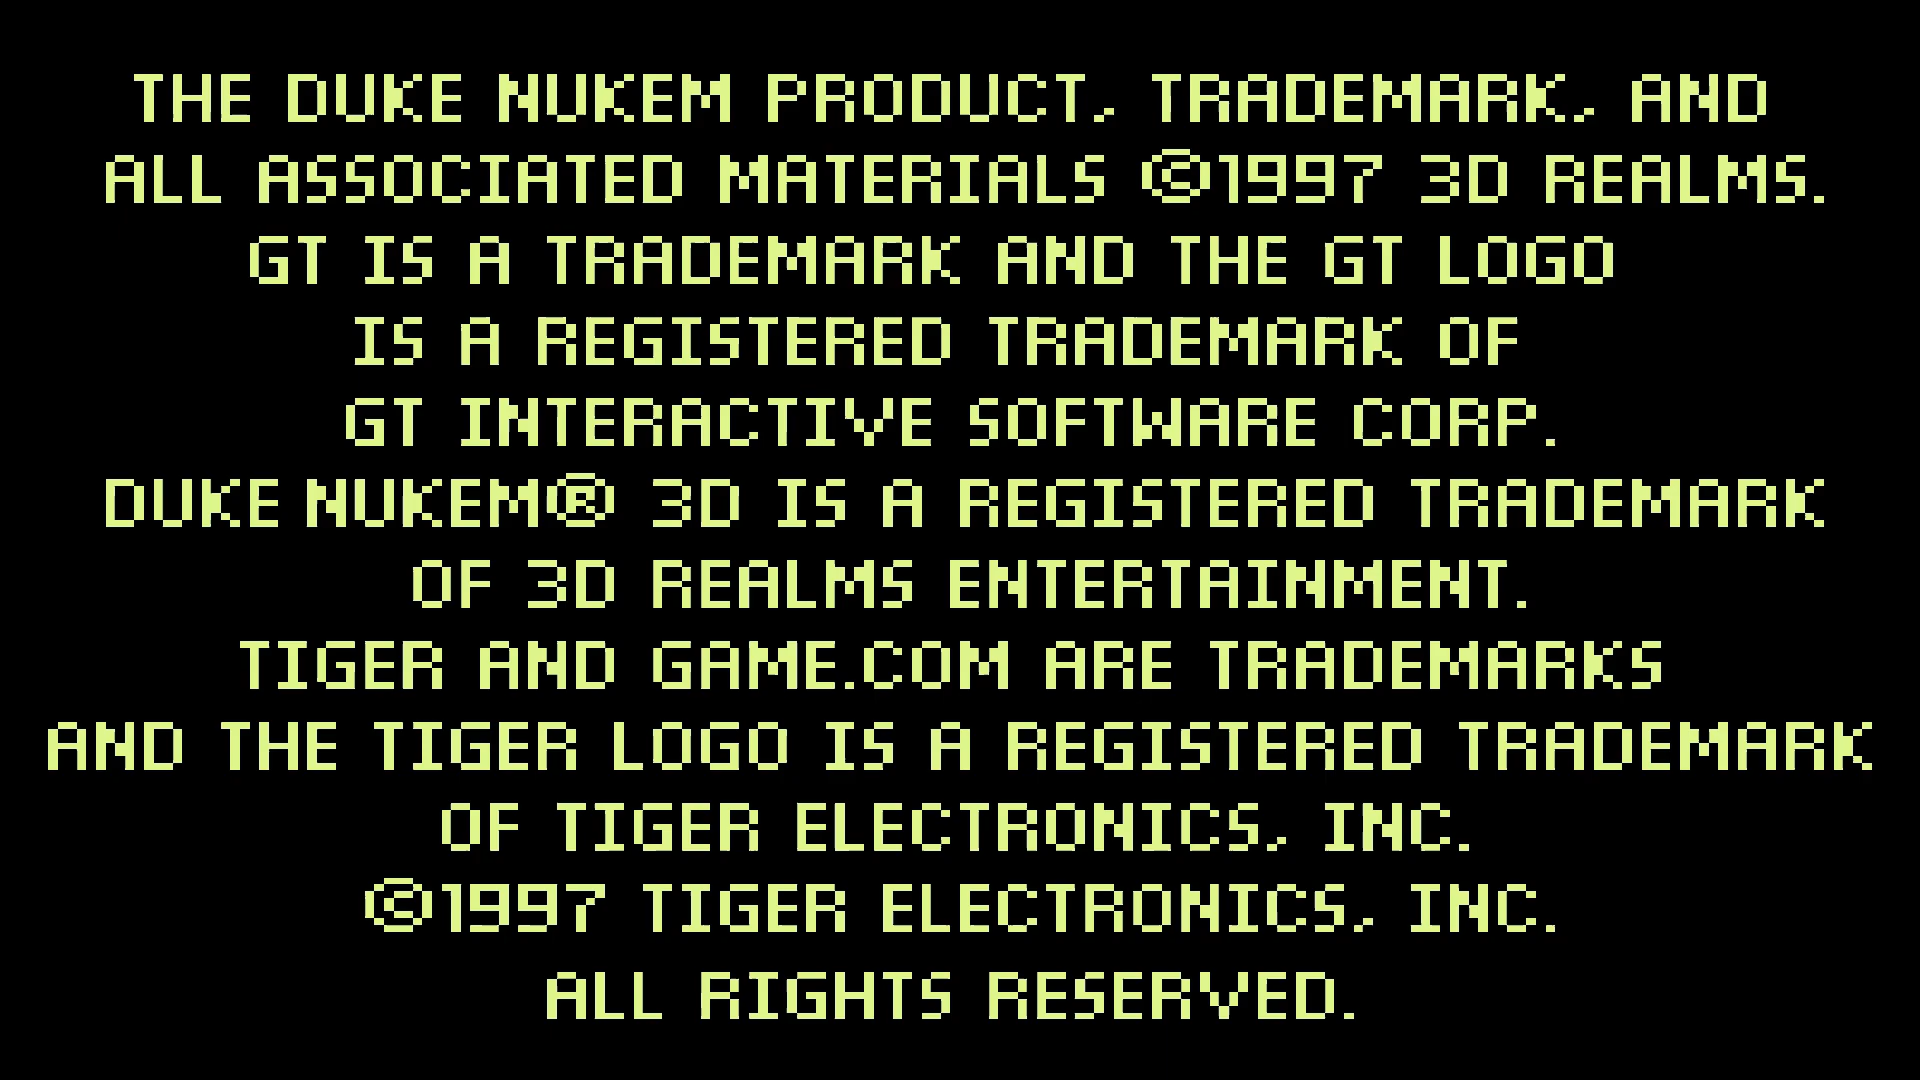 THE DUKE NUKEM PRODUCT, TRADEMARK, AND
ALL ASSOCIATED MATERIALS ©1997 3D REALMS.
GT IS A TRADEMARK AND THE GT LOGO
IS A REGISTERED TRADEMARK OF
GT INTERACTIVE SOFTWARE CORP.
DUKE NUKEM® 3D IS A REGISTERED TRADEMARK
OF 3D REALMS ENTERTAINMENT.
TIGER AND GAME.COM ARE TRADEMARKS
AND THE TIGER LOGO IS A REGISTERED TRADEMARK
OF TIGER ELECTRONICS, INC.
©1997 TIGER ELECTRONICS, INC.
ALL RIGHTS RESERVED.